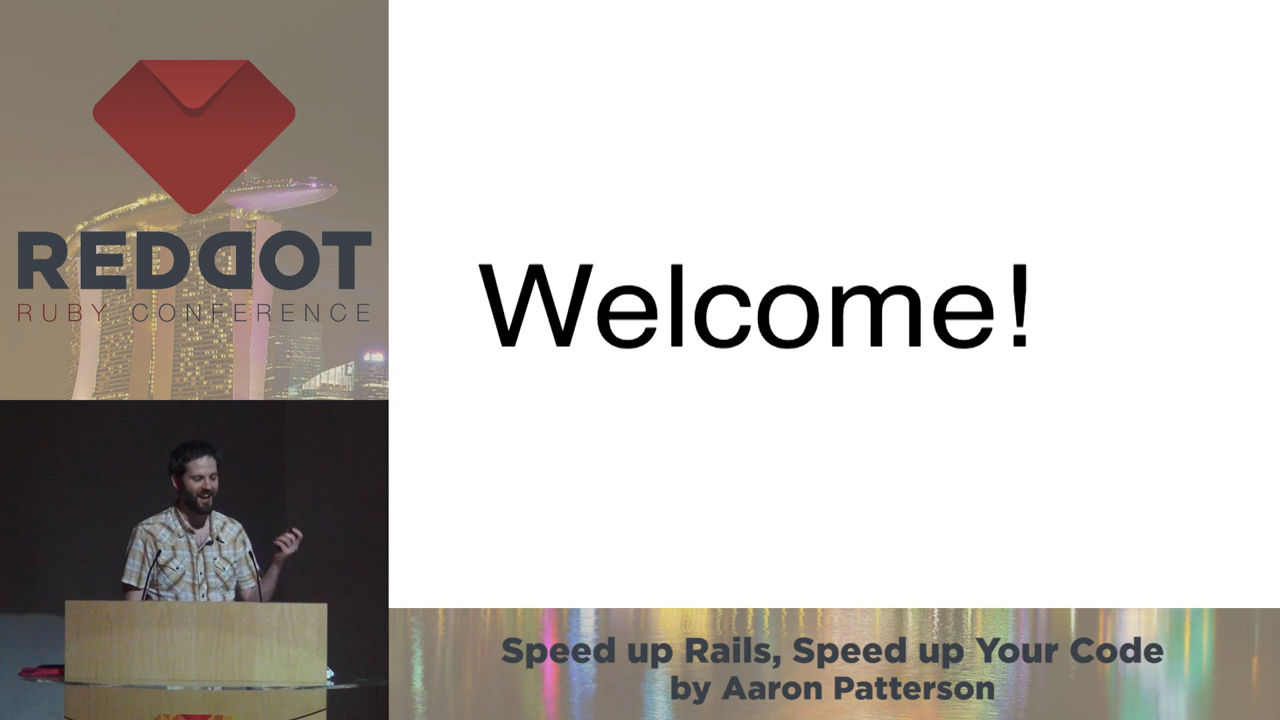 REDDOT
RUBY CONFERENCE
Welcome!
Speed up Rails, Speed up Your Code
by Aaron Patterson